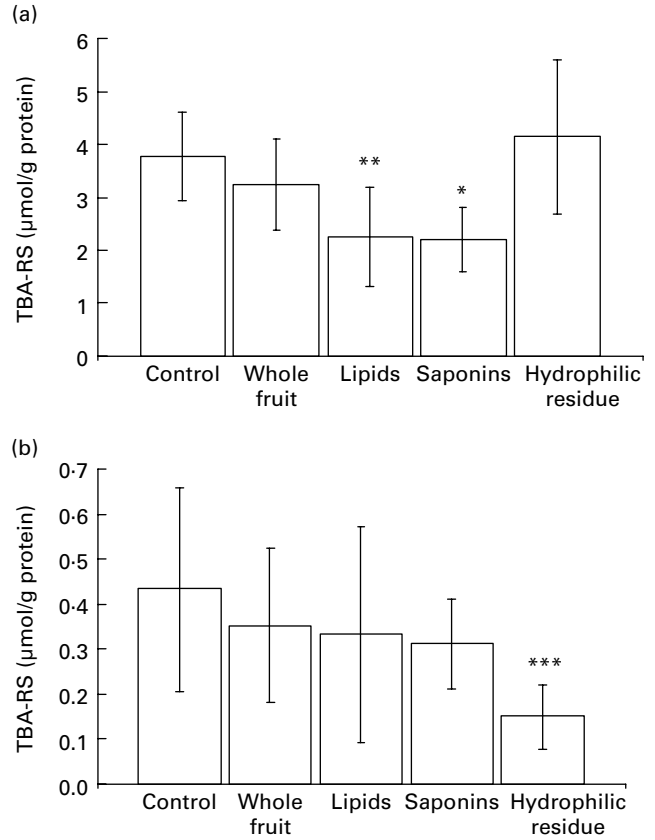 (a)
TBA-RS (μmol/g protein)
6
5
4
3
2
1
0
**
*
Control Whole Lipids Saponins Hydrophilic
fruit residue
(b)
TBA-RS (μmol/g protein)
0·7
0·6
0·5
0.4
0.3
0.2
0.1
0.0
***
Control Whole Lipids Saponins Hydrophilic
fruit residue